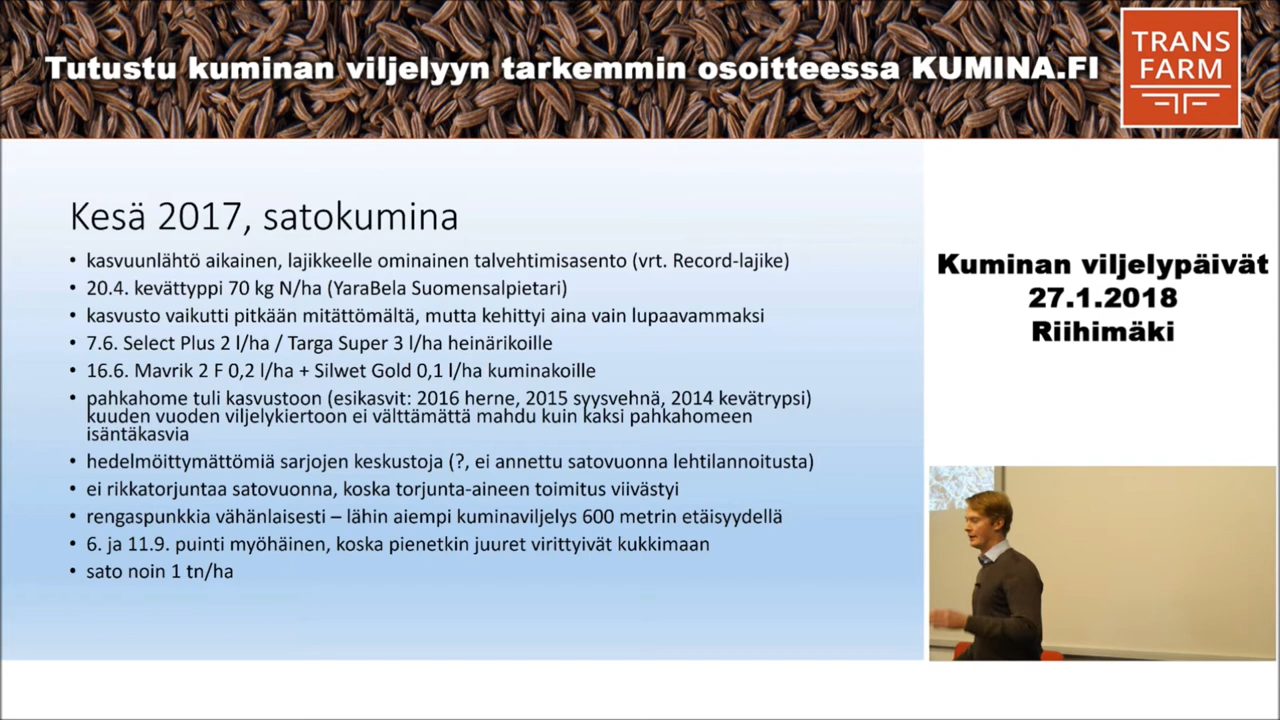 Tutustu kuminan viljelyyn tarkemmin osoitteessa KUMINA.FI
TRANS
FARM
Kesä 2017, satokumina
• kasvuunlähtö aikainen, lajikkeelle ominainen talvehtimisasento (vrt. Record-lajike)
• 20.4. kevättyppi 70 kg N/ha (YaraBela Suomensalpietari)
• kasvusto vaikutti pitkään mitättömältä, mutta kehittyi aina vain lupaavammaksi
• 7.6. Select Plus 2 l/ha / Targa Super 3 l/ha heinärikoille
• 16.6. Mavrik 2 F 0,2 l/ha + Silwet Gold 0,1 l/ha kuminakoille
• pahkahome tuli kasvustoon (esikasvit: 2016 herne, 2015 syysvehnä, 2014 kevätrypsi)
kuuden vuoden viljelykiertoon ei välttämättä mahdu kuin kaksi pahkahomeen
isäntäkasvia
• hedelmöittymättömiä sarjojen keskustoja (?, ei annettu satovuonna lehtilannoitusta)
• ei rikkatorjuntaa satovuonna, koska torjunta-aineen toimitus viivästyi
• rengaspunkkia vähänlaisesti – lähin aiempi kuminaviljelys 600 metrin etäisyydellä
• 6. ja 11.9. puinti myöhäinen, koska pienetkin juuret virittyivät kukkimaan
• sato noin 1 tn/ha
Kuminan viljelypäivät
27.1.2018
Riihimäki